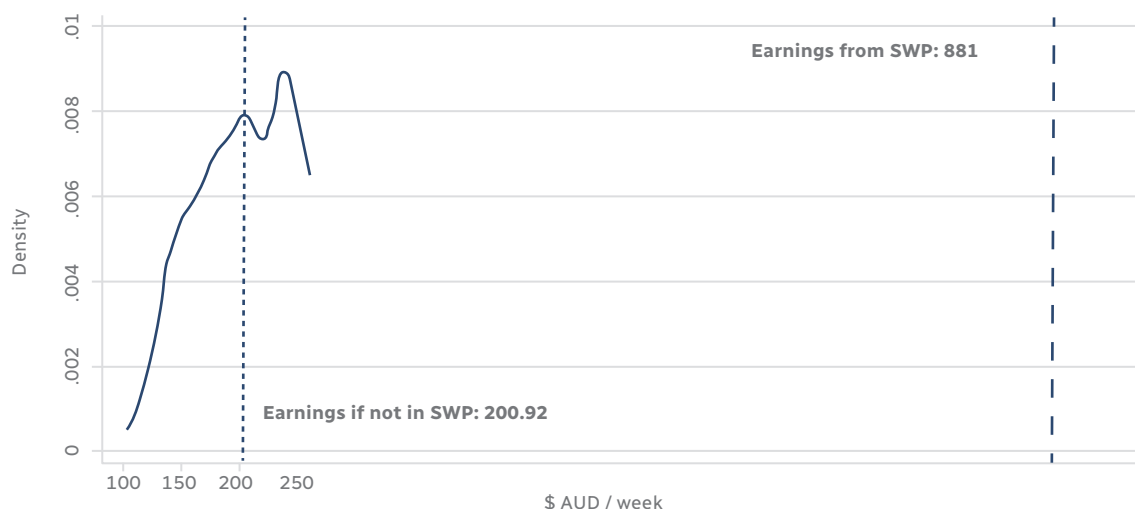 .01
Earnings from SWP: 881
.008
.006
Density
.004
.002
Earnings if not in SWP: 200.92
0
100 150 200 250
$ AUD / week